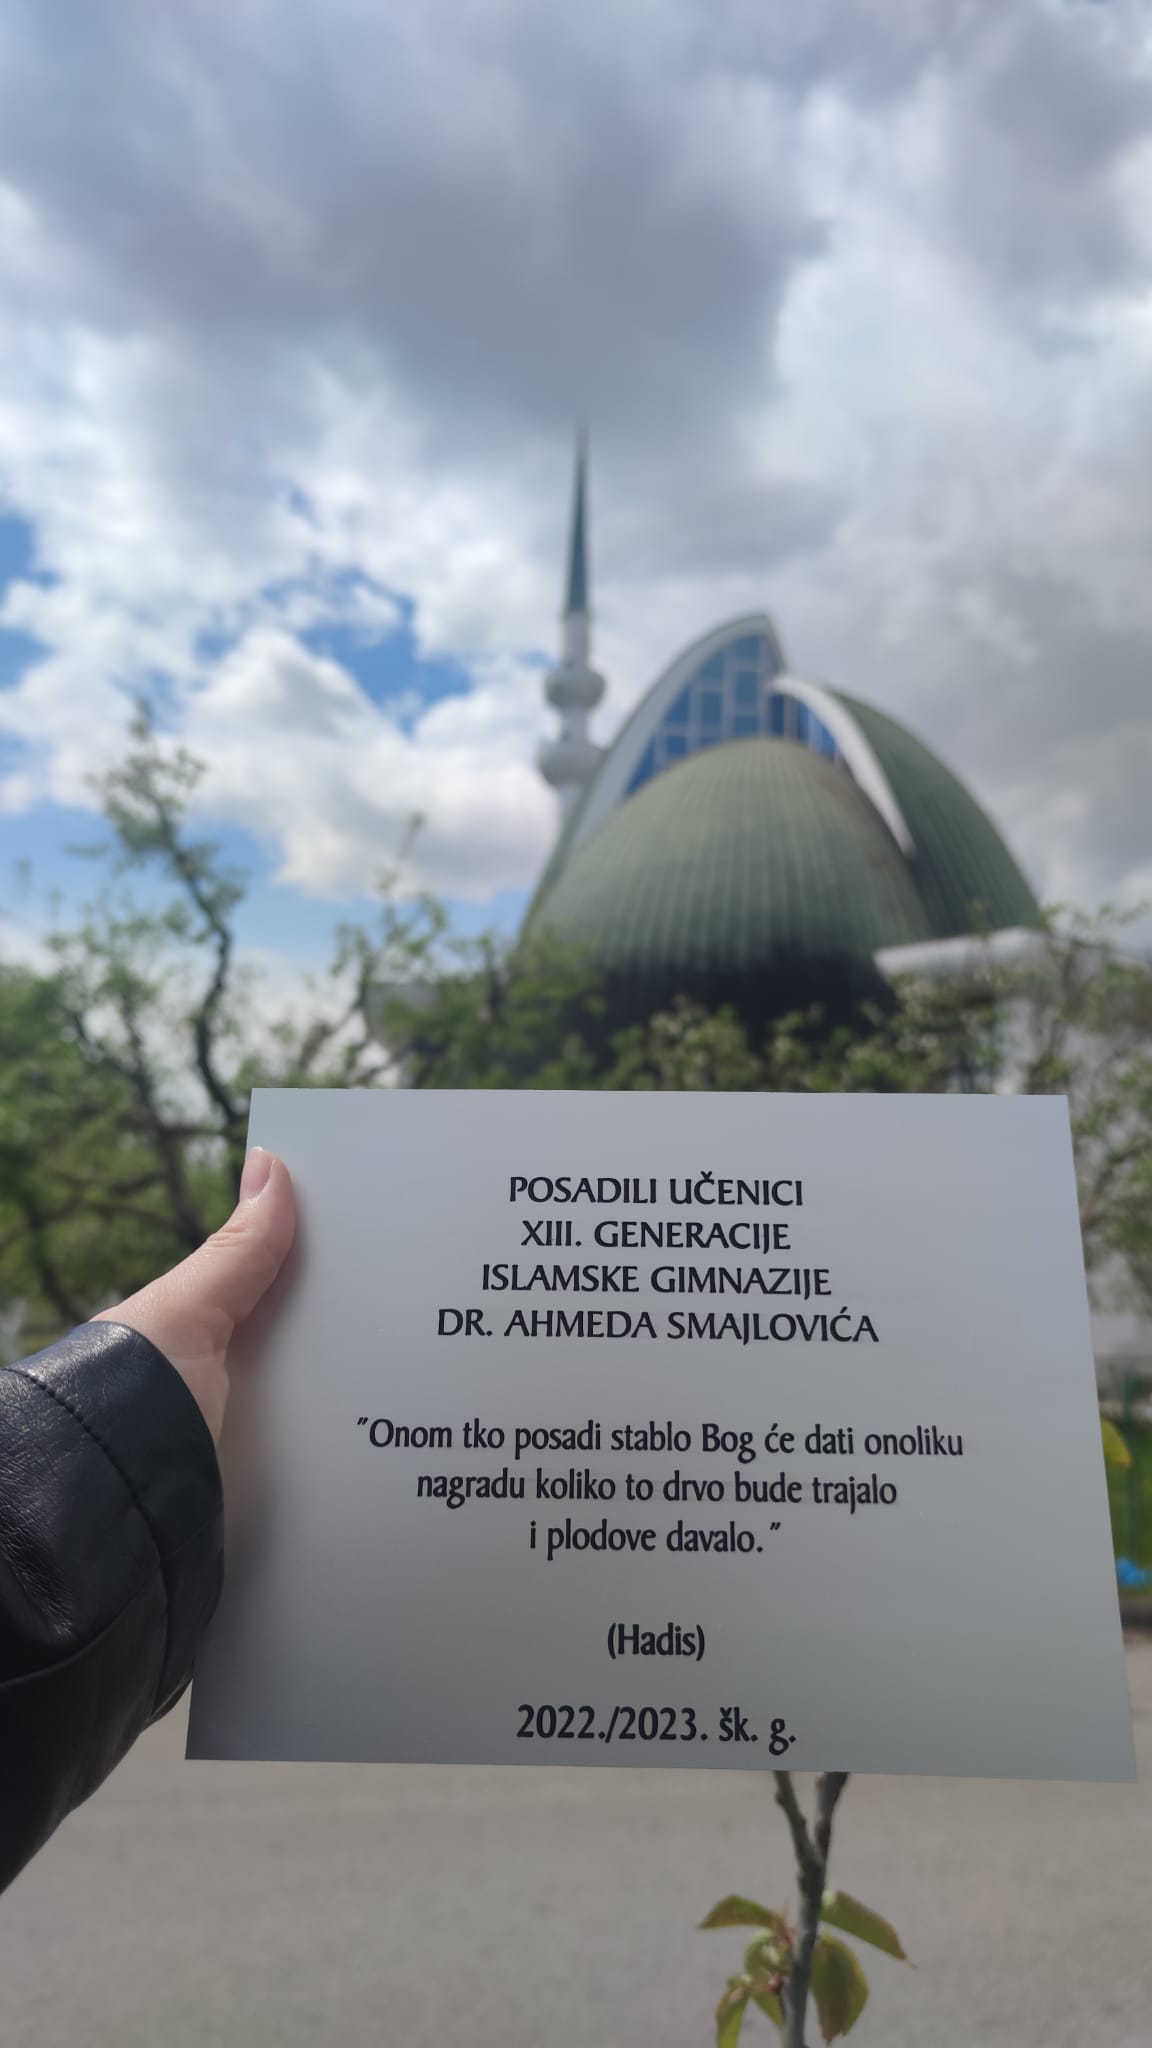 POSADILI UČENICI
XIII. GENERACIJE
ISLAMSKE GIMNAZIJE
DR. AHMEDA SMAJLOVIĆA
"Onom tko posadi stablo Bog će dati onoliku
nagradu koliko to drvo bude trajalo
i plodove davalo."
(Hadis)
2022./2023. šk. g.